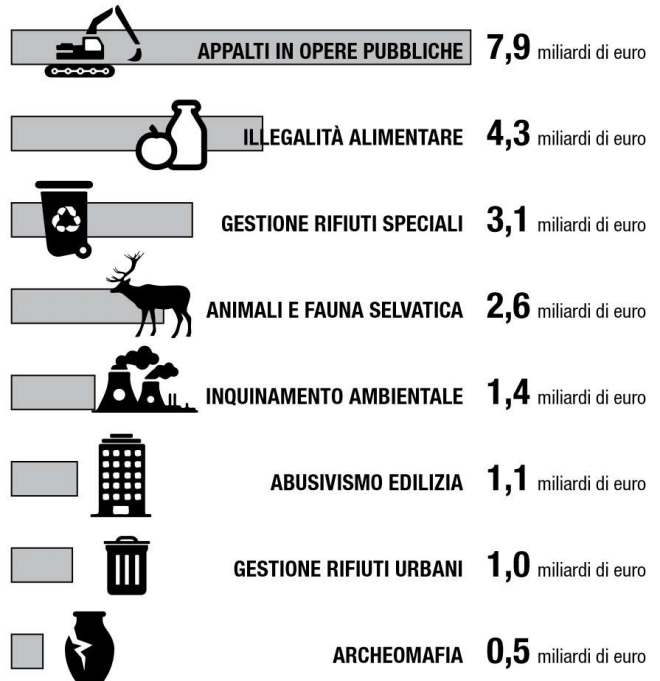 APPALTI IN OPERE PUBBLICHE 7,9 miliardi di euro
ILLEGALITÀ ALIMENTARE 4,3 miliardi di euro
GESTIONE RIFIUTI SPECIALI 3,1 miliardi di euro
ANIMALI E FAUNA SELVATICA 2,6 miliardi di euro
INQUINAMENTO AMBIENTALE 1,4 miliardi di euro
ABUSIVISMO EDILIZIA 1,1 miliardi di euro
GESTIONE RIFIUTI URBANI 1,0 miliardi di euro
ARCHEOMAFIA 0,5 miliardi di euro